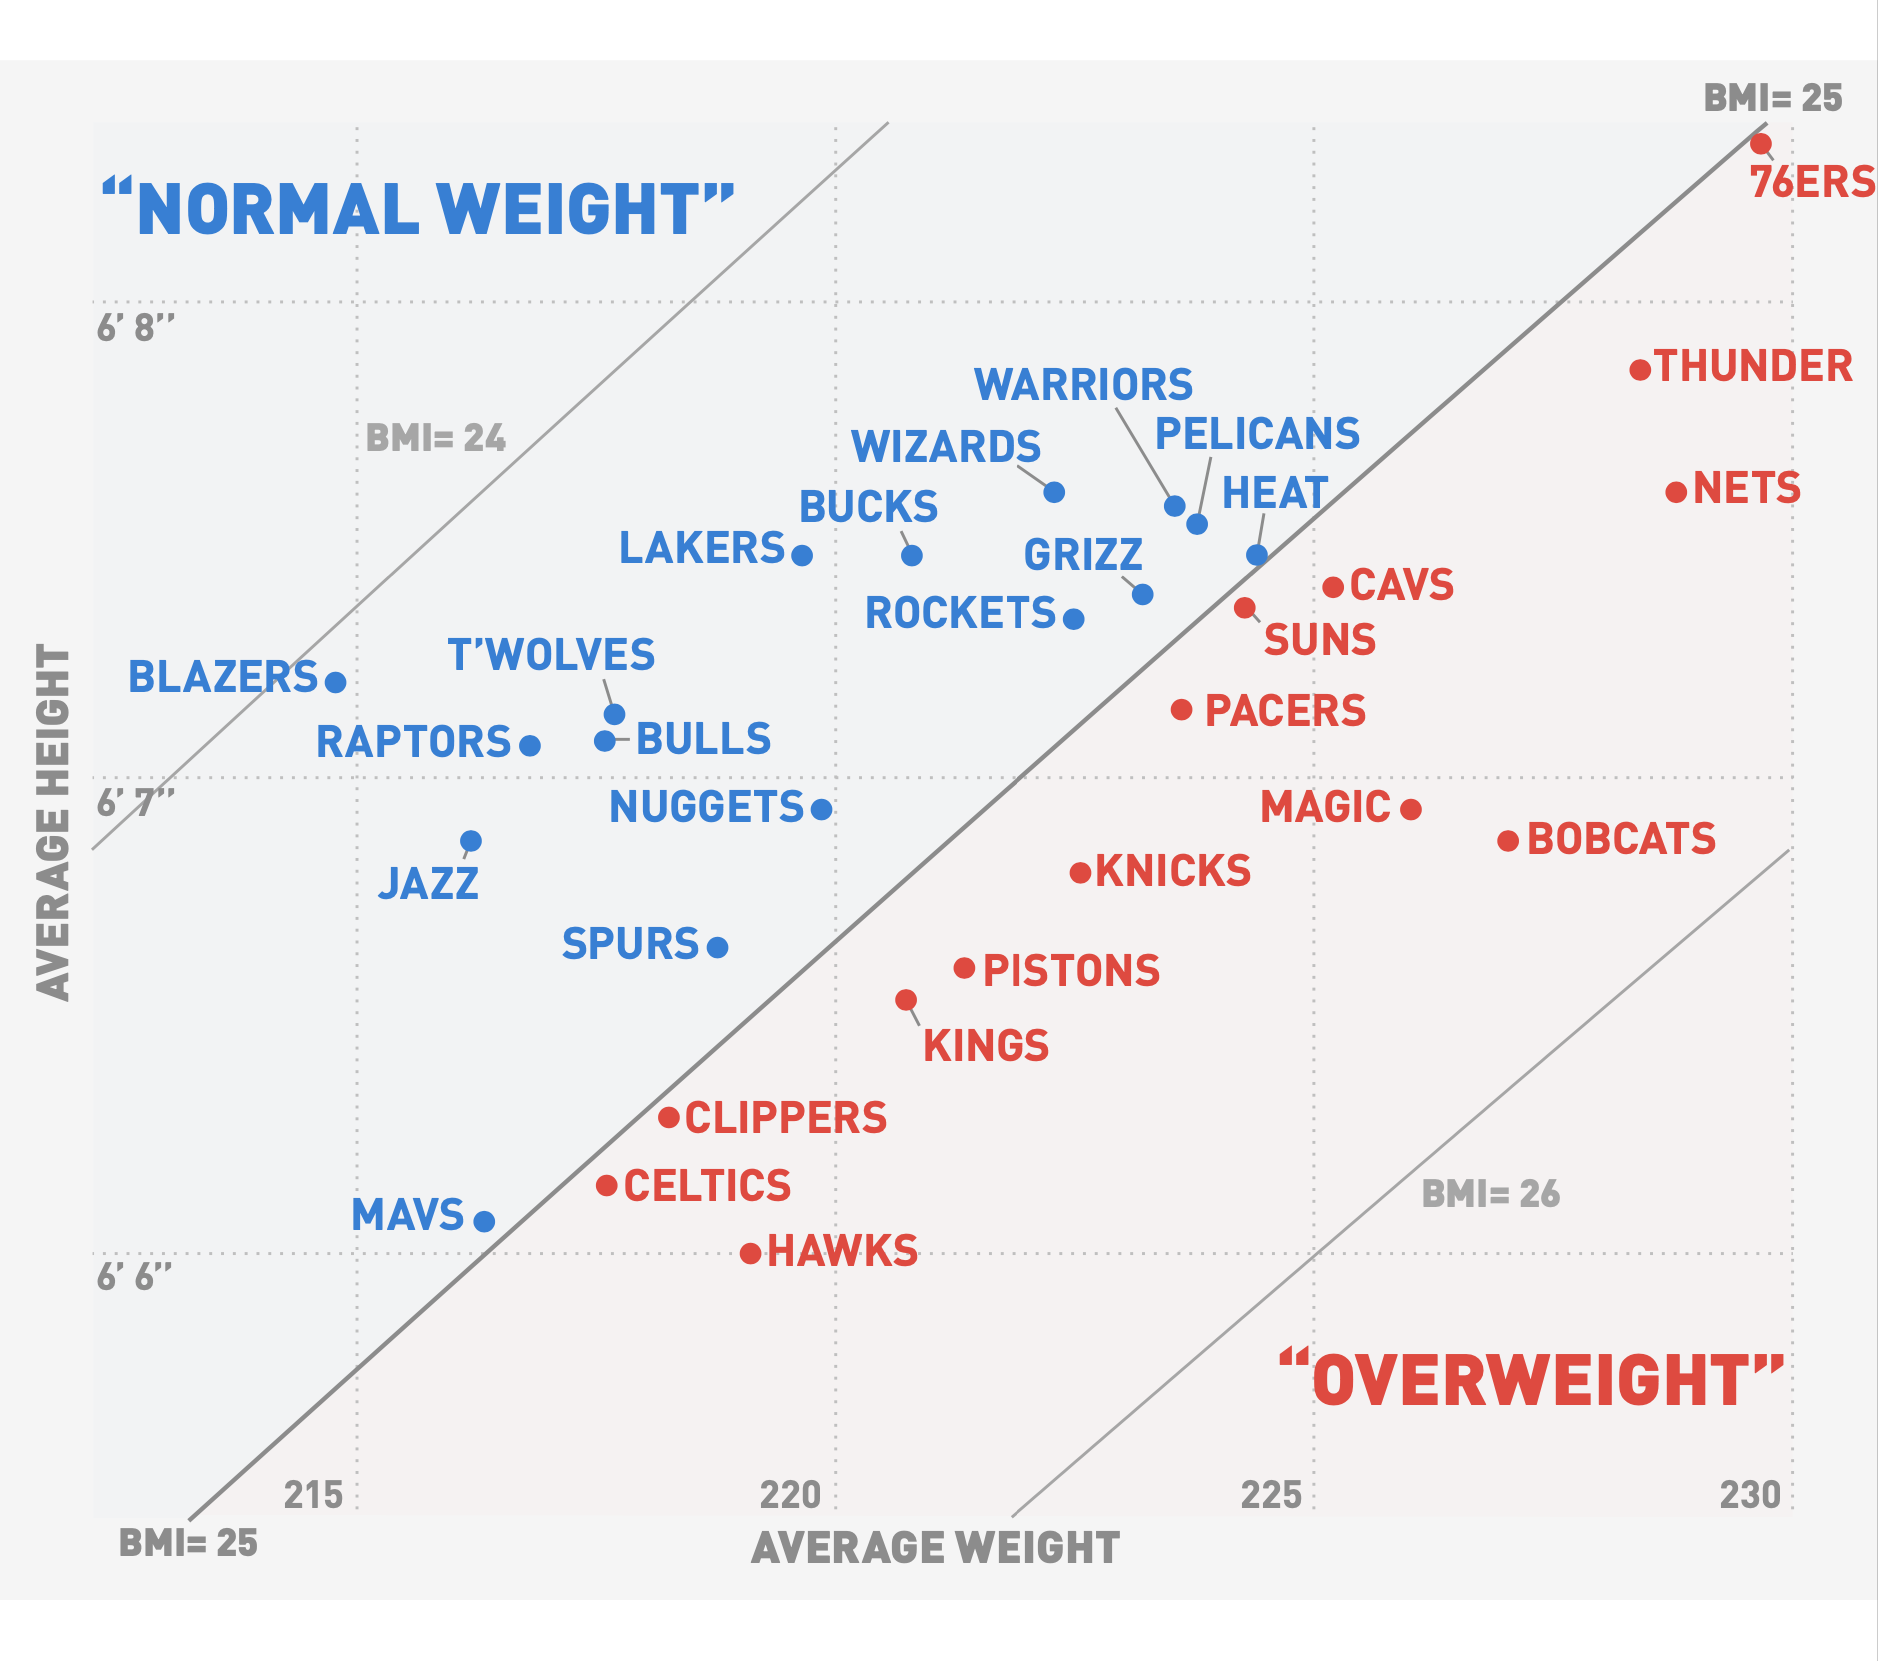 BMI= 25
76ERS
“NORMAL WEIGHT”
6’ 8’’
THUNDER
WARRIORS
BMI= 24
PELICANS
WIZARDS
NETS
HEAT
BUCKS
LAKERS
GRIZZ
CAVS
ROCKETS
SUNS
T’WOLVES
BLAZERS
PACERS
RAPTORS
BULLS
6’ 7’’
NUGGETS
MAGIC
AVERAGE HEIGHT
BOBCATS
KNICKS
JAZZ
SPURS
PISTONS
KINGS
CLIPPERS
CELTICS
BMI= 26
MAVS
HAWKS
6’ 6’’
“OVERWEIGHT”
215
220
225
230
BMI= 25
AVERAGE WEIGHT